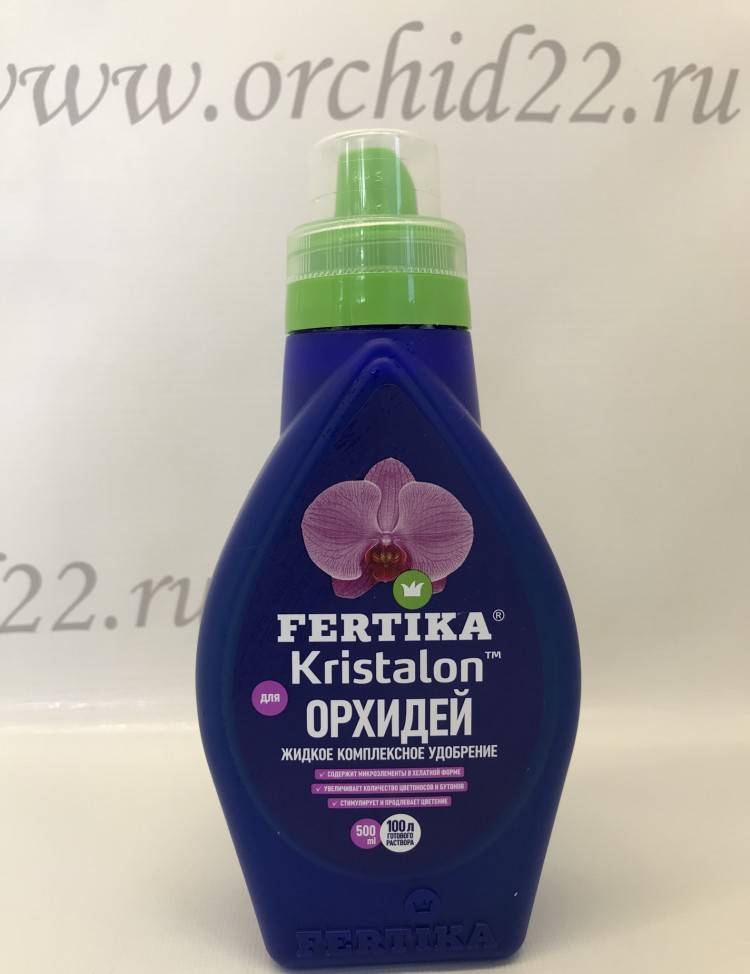 www.orchid22.ru
d22.ru
FERTIKA®
Kristalon™
для
ОРХИДЕЙ
ЖИДКОЕ КОМПЛЕКСНОЕ УДОБРЕНИЕ
✓ СОДЕРЖИТ МИКРОЭЛЕМЕНТЫ В ХЕЛАТНОЙ ФОРМЕ
✓ УВЕЛИЧИВАЕТ КОЛИЧЕСТВО ЦВЕТОНОСОВ И БУТОНОВ
✓ СТИМУЛИРУЕТ И ПРОДЛЕВАЕТ ЦВЕТЕНИЕ
500 ml
100 л ГОТОВОГО РАСТВОРА
FERTIKA